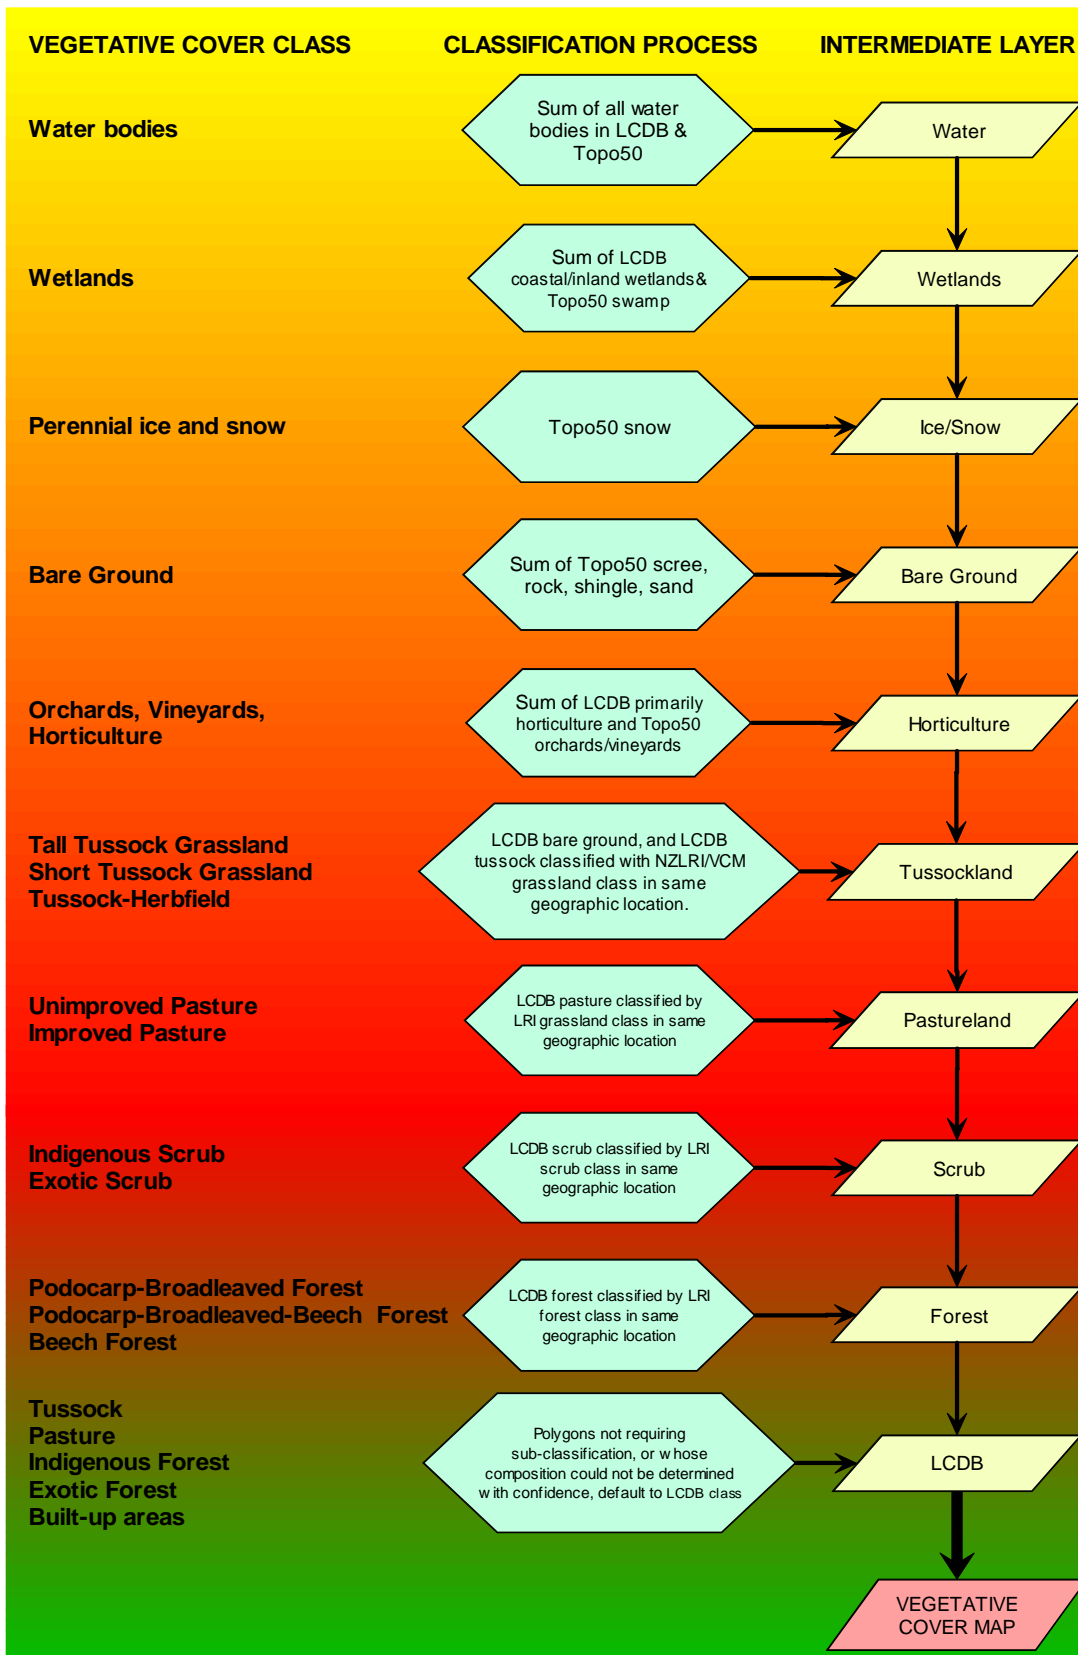 VEGETATIVE COVER CLASS
CLASSIFICATION PROCESS
INTERMEDIATE LAYER
Water bodies
Sum of all water
bodies in LCDB &
Topo50
Water
Wetlands
Sum of LCDB
coastal/inland wetlands&
Topo50 swamp
Wetlands
Perennial ice and snow
Topo50 snow
Ice/Snow
Bare Ground
Sum of Topo50 scree,
rock, shingle, sand
Bare Ground
Orchards, Vineyards,
Horticulture
Sum of LCDB primarily
horticulture and Topo50
orchards/vineyards
Horticulture
Tall Tussock Grassland
Short Tussock Grassland
Tussock-Herbfield
LCDB bare ground, and LCDB
tussock classified with NZLRI/VCM
grassland class in same
geographic location.
Tussockland
Unimproved Pasture
Improved Pasture
LCDB pasture classified by
LRI grassland class in same
geographic location
Pastureland
Indigenous Scrub
Exotic Scrub
LCDB scrub classified by LRI
scrub class in same
geographic location
Scrub
Podocarp-Broadleaved Forest
Podocarp-Broadleaved-Beech Forest
Beech Forest
LCDB forest classified by LRI
forest class in same
geographic location
Forest
Tussock
Pasture
Indigenous Forest
Exotic Forest
Built-up areas
Polygons not requiring
sub-classification, or whose
composition could not be determined
with confidence, default to LCDB class
LCDB
VEGETATIVE
COVER MAP